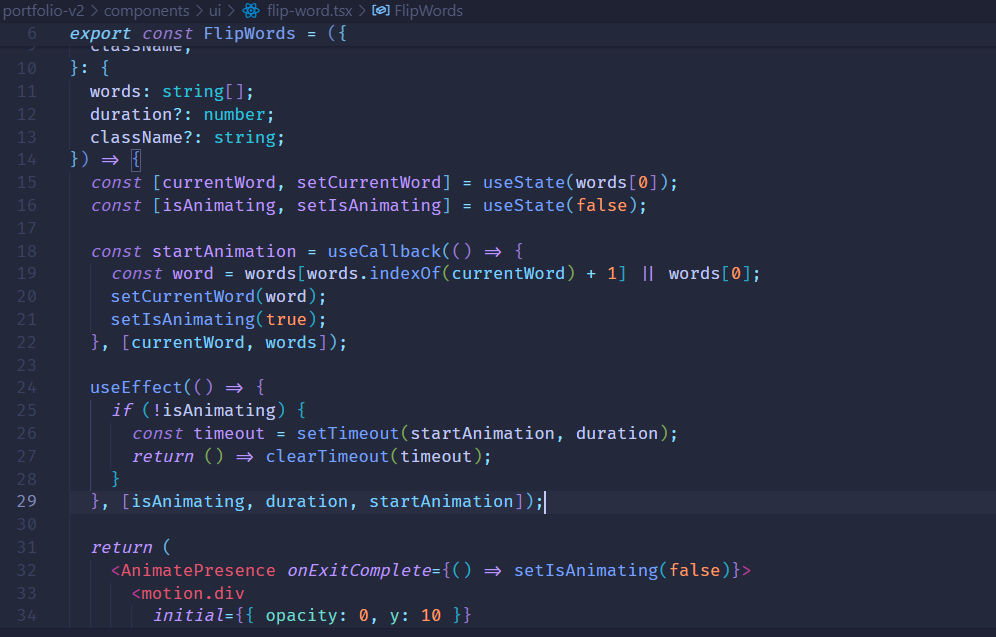 portfolio-v2 > components > ui > flip-word.tsx > FlipWords
6 export const FlipWords = ({
9 className,
10 }: {
11 words: string[];
12 duration?: number;
13 className?: string;
14 }) => {
15 const [currentWord, setCurrentWord] = useState(words[0]);
16 const [isAnimating, setIsAnimating] = useState(false);
17
18 const startAnimation = useCallback(() => {
19 const word = words[words.indexOf(currentWord) + 1] || words[0];
20 setCurrentWord(word);
21 setIsAnimating(true);
22 }, [currentWord, words]);
23
24 useEffect(() => {
25 if (!isAnimating) {
26 const timeout = setTimeout(startAnimation, duration);
27 return () => clearTimeout(timeout);
28 }
29 }, [isAnimating, duration, startAnimation]);
30
31 return (
32 <AnimatePresence onExitComplete={() => setIsAnimating(false)}>
33 <motion.div
34 initial={{ opacity: 0, y: 10 }}